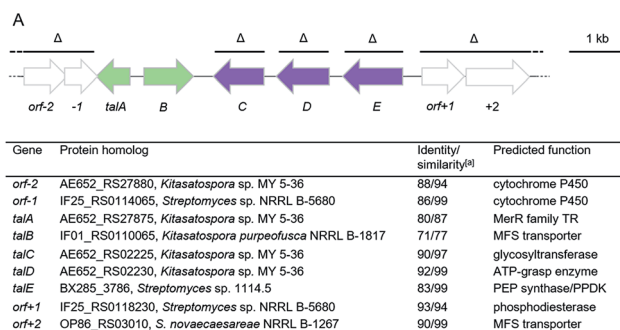 A
Δ Δ Δ Δ Δ 1 kb
orf-2 -1 talA B C D E orf+1 +2
Gene Protein homolog Identity/similarity[a] Predicted function
orf-2 AE652_RS27880, Kitasatospora sp. MY 5-36 88/94 cytochrome P450
orf-1 IF25_RS0114065, Streptomyces sp. NRRL B-5680 86/99 cytochrome P450
talA AE652_RS27875, Kitasatospora sp. MY 5-36 80/87 MerR family TR
talB IF01_RS0110065, Kitasatospora purpeofusca NRRL B-1817 71/77 MFS transporter
talC AE652_RS02225, Kitasatospora sp. MY 5-36 90/97 glycosyltransferase
talD AE652_RS02230, Kitasatospora sp. MY 5-36 92/99 ATP-grasp enzyme
talE BX285_3786, Streptomyces sp. 1114.5 83/99 PEP synthase/PPDK
orf+1 IF25_RS0118230, Streptomyces sp. NRRL B-5680 93/94 phosphodiesterase
orf+2 OP86_RS03010, S. novaecaesareae NRRL B-1267 90/99 MFS transporter